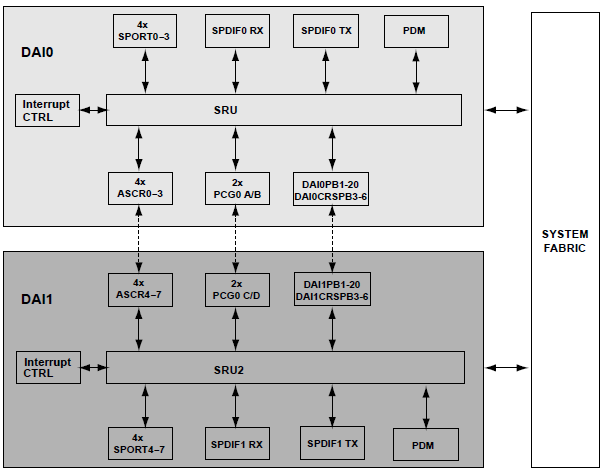 DAI0
4x
SPORT0–3
SPDIF0 RX
SPDIF0 TX
PDM
Interrupt
CTRL
SRU
4x
ASCR0–3
2x
PCG0 A/B
DAI0PB1-20
DAI0CRSPB3-6
SYSTEM
FABRIC
DAI1
4x
ASCR4–7
2x
PCG0 C/D
DAI1PB1-20
DAI1CRSPB3-6
Interrupt
CTRL
SRU2
4x
SPORT4–7
SPDIF1 RX
SPDIF1 TX
PDM